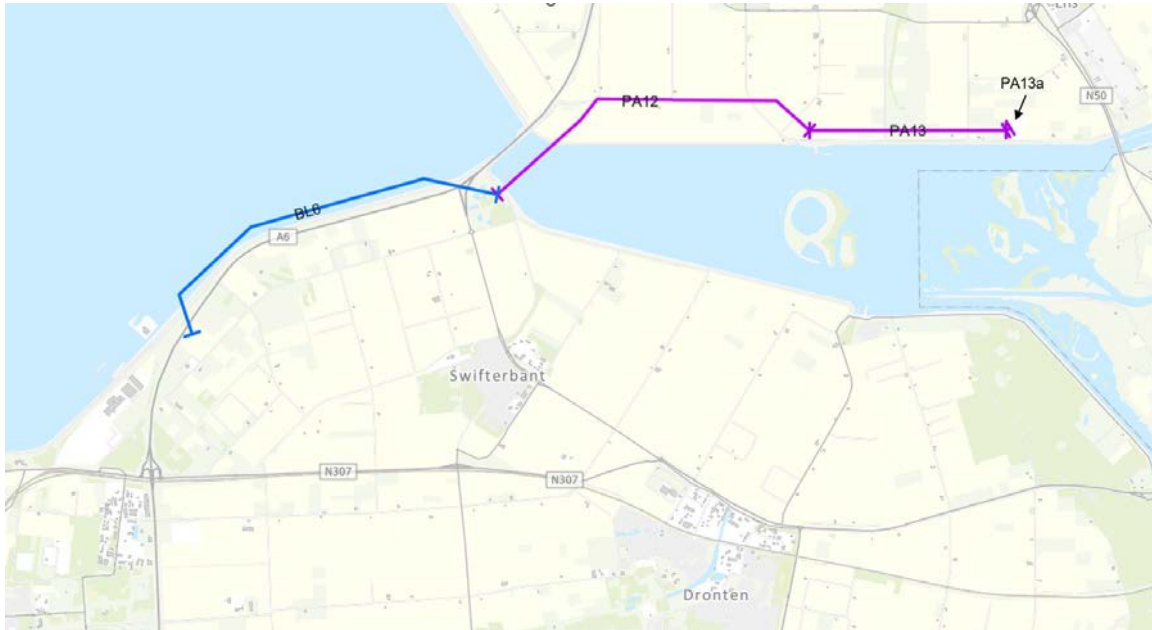 PA13a
N50
PA12
PA13
BL6
A6
Swifterbant
N307
N307
Dronten